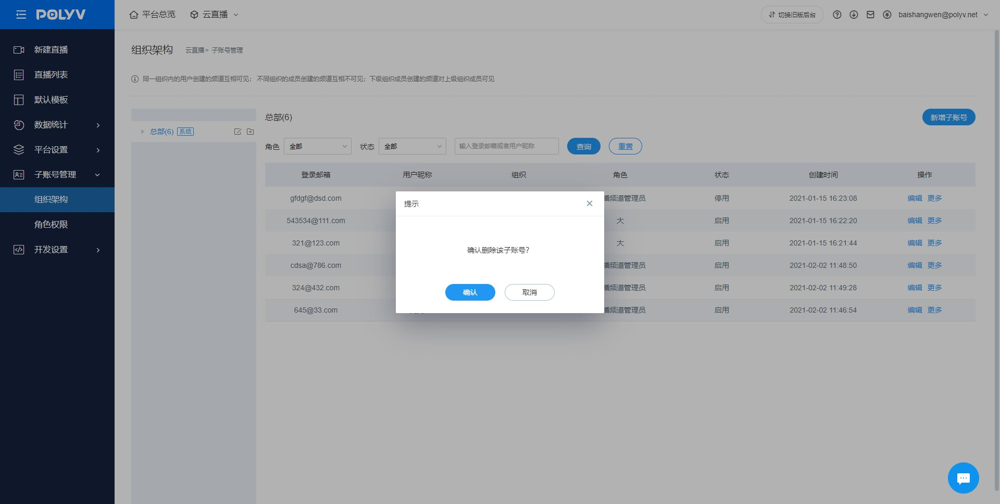 POLYV
平台总览
云直播
切换旧版后台
baishangwen@polyv.net
新建直播
直播列表
默认模板
数据统计
平台设置
子账号管理
组织架构
角色权限
开发设置
组织架构
云直播> 子账号管理
同一组织内的用户创建的频道互相可见; 不同组织的成员创建的频道互相不可见; 下级组织成员创建的频道对上级组织成员可见
总部(6) 系统
总部(6)
新增子账号
角色 全部 状态 全部 输入登录邮箱或者用户昵称 查询 重置
登录邮箱 用户昵称 组织 角色 状态 创建时间 操作
gfdgf@dsd.com 播频道管理员 停用 2021-01-15 16:23:08 编辑 更多
543534@111.com 大 启用 2021-01-15 16:22:20 编辑 更多
321@123.com 大 启用 2021-01-15 16:21:44 编辑 更多
cdsa@786.com 播频道管理员 启用 2021-02-02 11:48:50 编辑 更多
324@432.com 播频道管理员 启用 2021-02-02 11:49:28 编辑 更多
645@33.com 播频道管理员 启用 2021-02-02 11:46:54 编辑 更多
提示
确认删除该子账号?
确认 取消